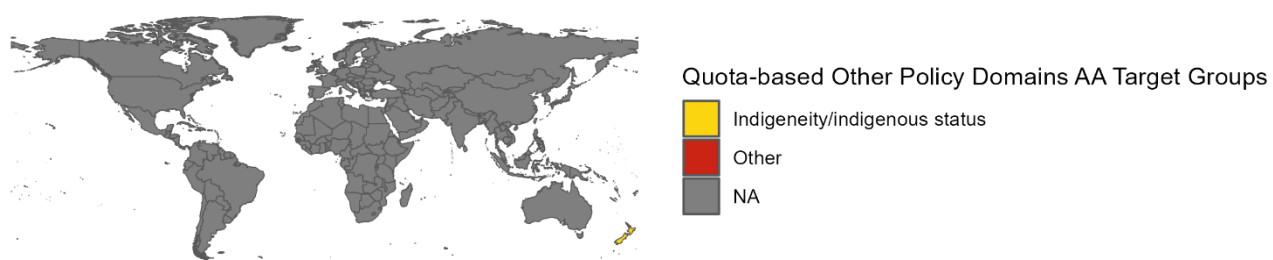 Quota-based Other Policy Domains AA Target Groups
Indigeneity/indigenous status
Other
NA